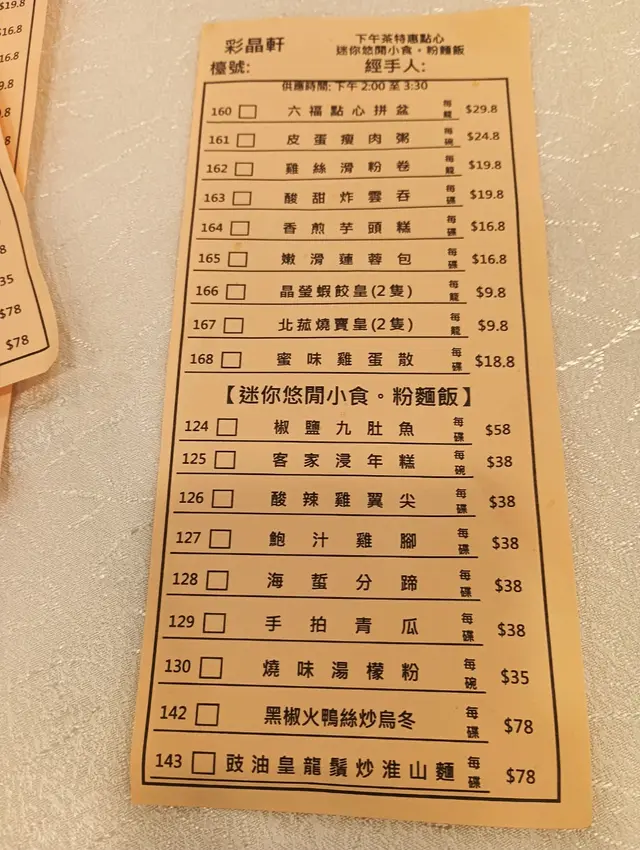 彩晶軒
下午茶特惠點心
迷你悠閒小食。粉麵飯
檯號:
經手人:
供應時間: 下午 2:00 至 3:30
160 六福點心拼盆 每籠 $29.8
161 皮蛋瘦肉粥 每碗 $24.8
162 雞絲滑粉卷 每籠 $19.8
163 酸甜炸雲吞 每碟 $19.8
164 香煎芋頭糕 每碟 $16.8
165 嫩滑蓮蓉包 每碟 $16.8
166 晶瑩蝦餃皇(2隻) 每籠 $9.8
167 北菰燒賣皇(2隻) 每籠 $9.8
168 蜜味雞蛋散 每碟 $18.8
【迷你悠閒小食。粉麵飯】
124 椒鹽九肚魚 每碟 $58
125 客家浸年糕 每碗 $38
126 酸辣雞翼尖 每碟 $38
127 鮑汁雞腳 每碟 $38
128 海蜇分蹄 每碟 $38
129 手拍青瓜 每碟 $38
130 燒味湯檬粉 每碗 $35
142 黑椒火鴨絲炒烏冬 每碟 $78
143 豉油皇龍鬚炒淮山麵 每碟 $78
$19.8
$78
$78